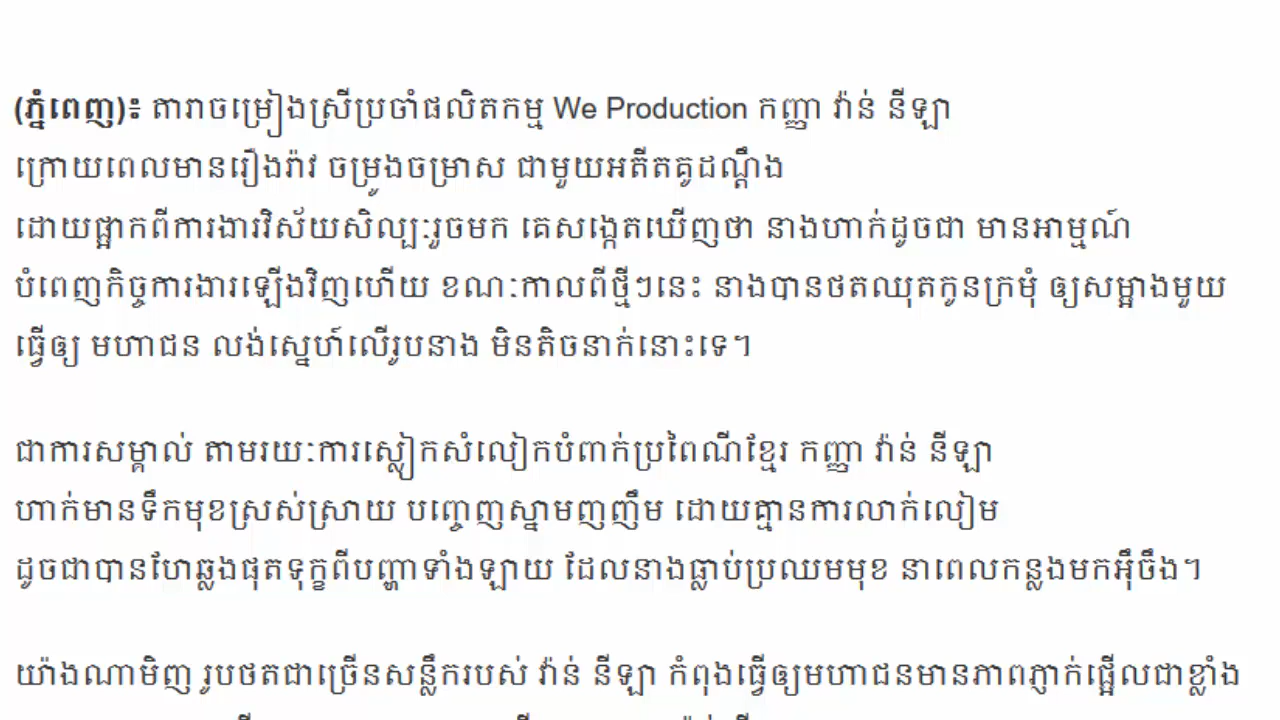 (ភ្នំពេញ)៖ តារាចម្រៀងស្រីប្រចាំផលិតកម្ម We Production កញ្ញា វ៉ាន់ នីឡា
ក្រោយពេលមានរឿងរ៉ាវ ចម្រូងចម្រាស ជាមួយអតីតគូដណ្តឹង
ដោយផ្អាកពីការងារវិស័យសិល្បៈរួចមក គេសង្កេតឃើញថា នាងហាក់ដូចជា មានអារម្មណ៍
បំពេញកិច្ចការងារឡើងវិញហើយ ខណៈកាលពីថ្មីៗនេះ នាងបានថតឈុតកូនក្រមុំ ឲ្យសម្អាងមួយ
ធ្វើឲ្យ មហាជន លង់ស្នេហ៍លើរូបនាង មិនតិចនាក់នោះទេ។
ជាការសម្គាល់ តាមរយៈការស្លៀកសំលៀកបំពាក់ប្រពៃណីខ្មែរ កញ្ញា វ៉ាន់ នីឡា
ហាក់មានទឹកមុខស្រស់ស្រាយ បញ្ចេញស្នាមញញឹម ដោយគ្មានការលាក់លៀម
ដូចជាបានហែឆ្លងផុតទុក្ខពីបញ្ហាទាំងឡាយ ដែលនាងធ្លាប់ប្រឈមមុខ នាពេលកន្លងមកអ៊ឹចឹង។
យ៉ាងណាមិញ រូបថតជាច្រើនសន្លឹករបស់ វ៉ាន់ នីឡា កំពុងធ្វើឲ្យមហាជនមានភាពភ្ញាក់ផ្អើលជាខ្លាំង